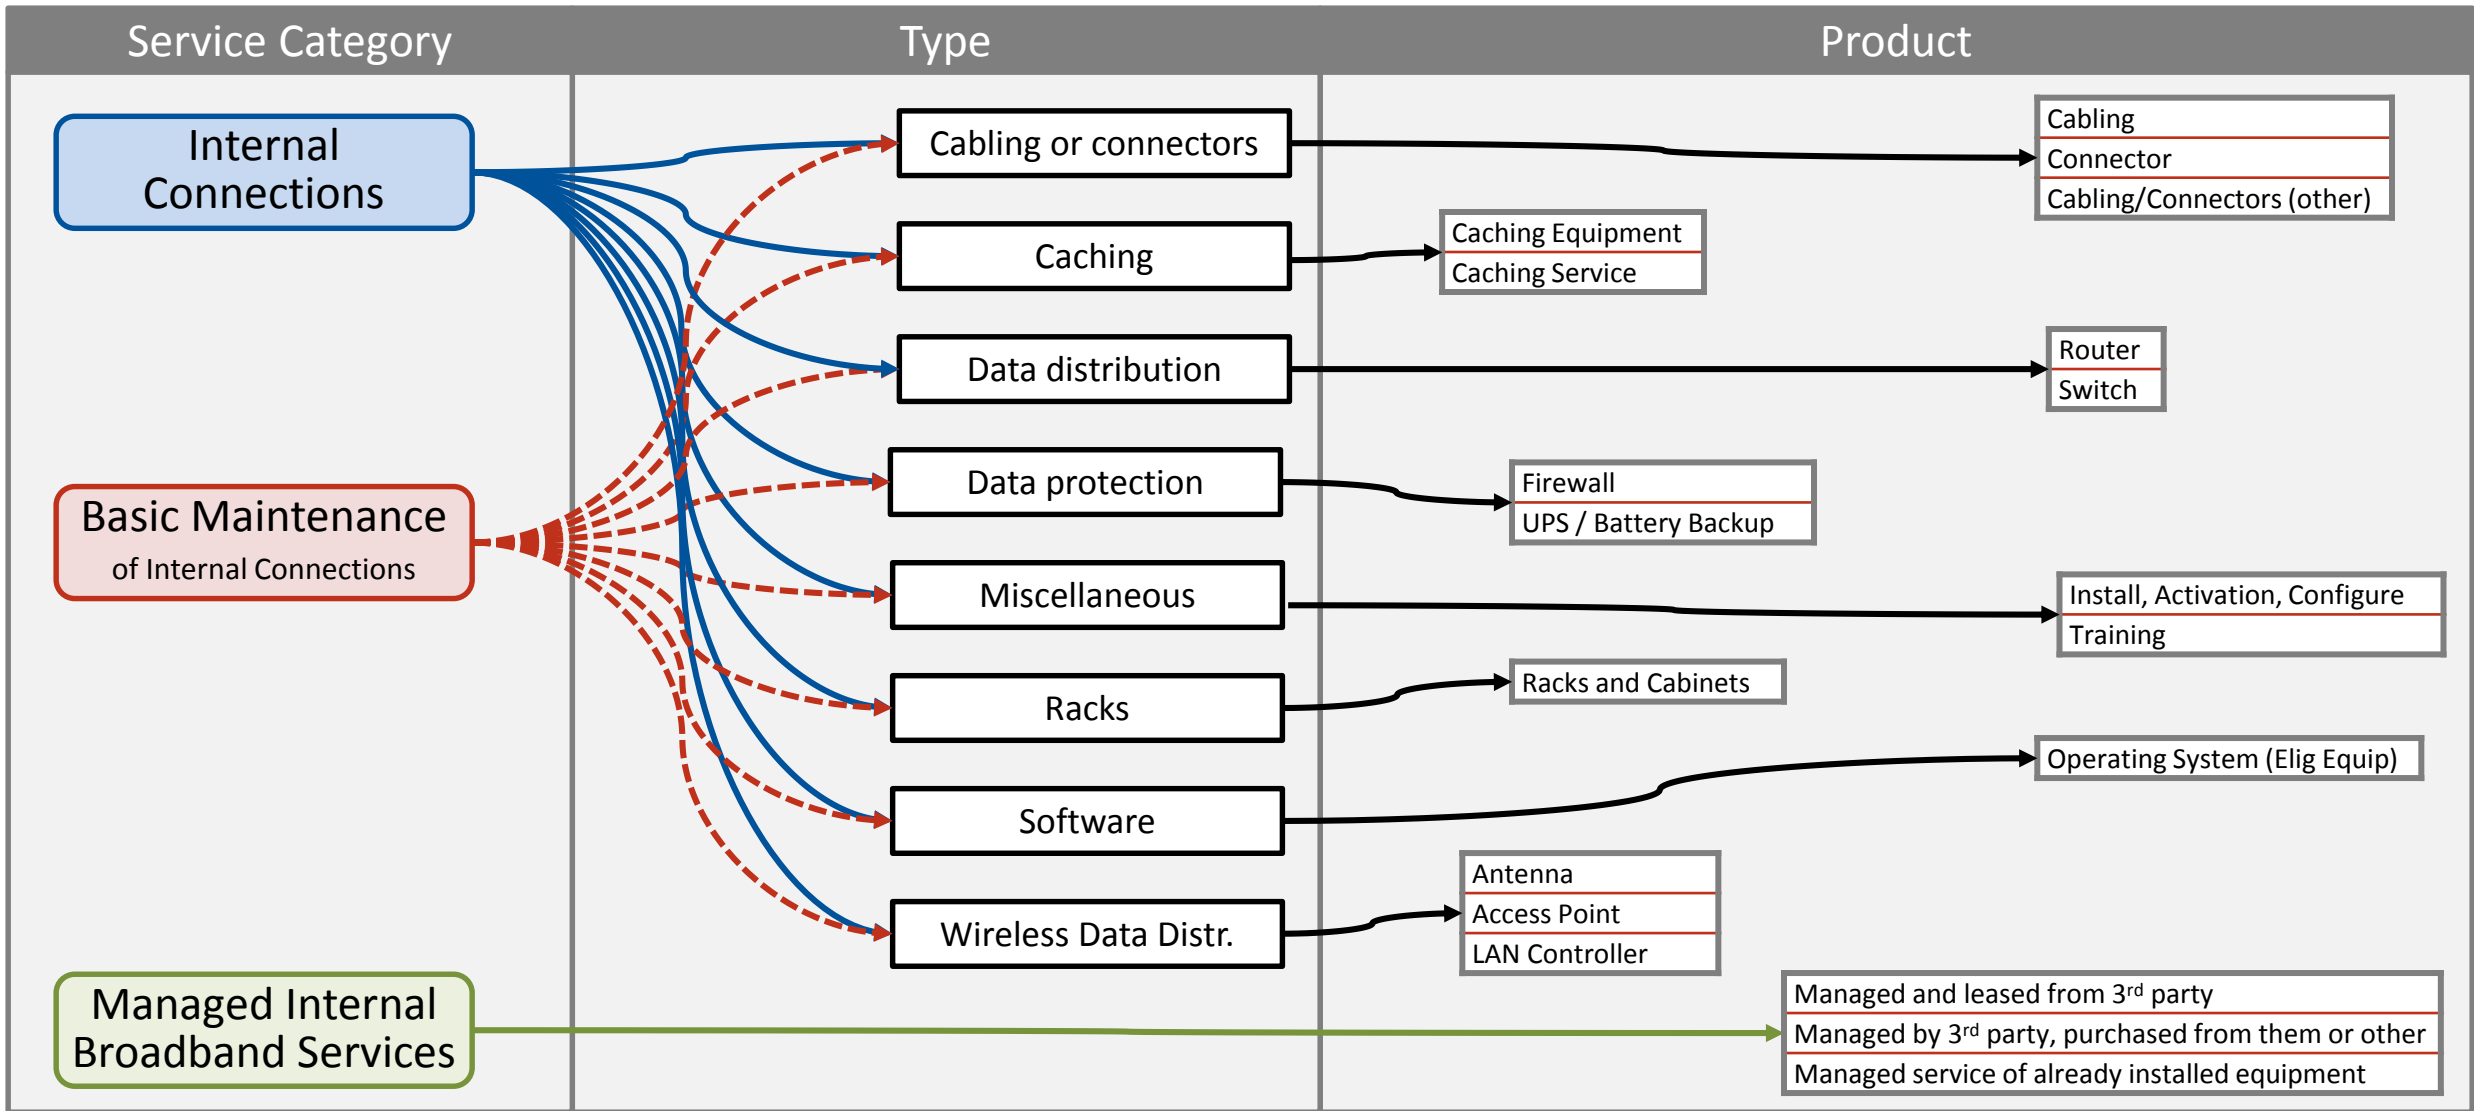 Service Category
Type
Product
Internal
Connections
Basic Maintenance
of Internal Connections
Managed Internal
Broadband Services
Cabling or connectors
Caching
Data distribution
Data protection
Miscellaneous
Racks
Software
Wireless Data Distr.
Cabling
Connector
Cabling/Connectors (other)
Caching Equipment
Caching Service
Router
Switch
Firewall
UPS / Battery Backup
Install, Activation, Configure
Training
Racks and Cabinets
Operating System (Elig Equip)
Antenna
Access Point
LAN Controller
Managed and leased from 3rd party
Managed by 3rd party, purchased from them or other
Managed service of already installed equipment